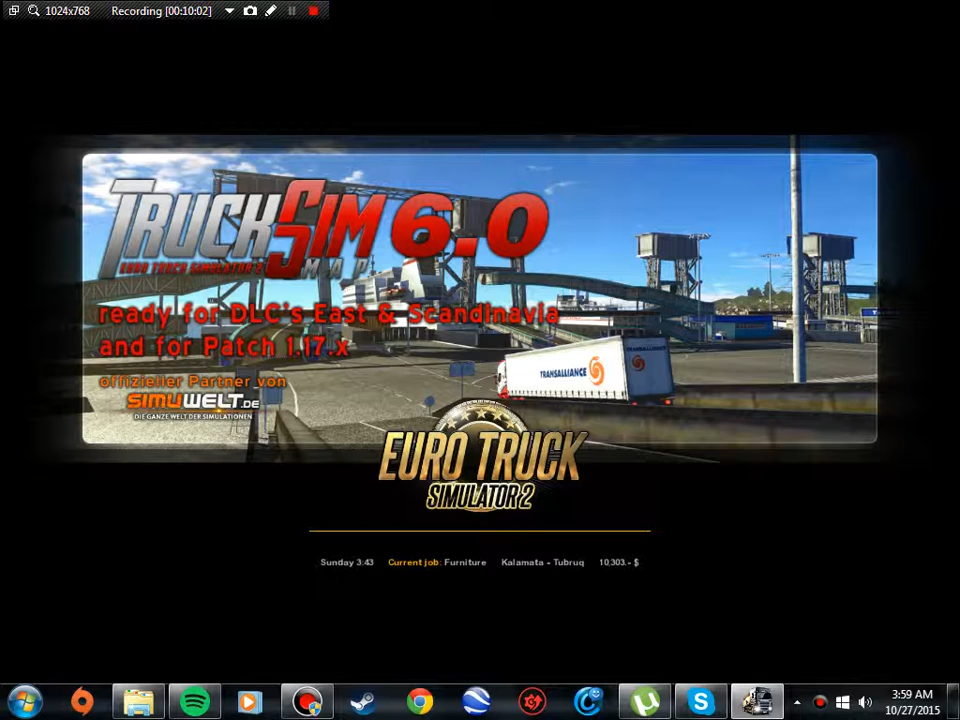 1024x768 Recording [00:10:02]
TRUCKSIM 6.0
EURO TRUCK SIMULATOR 2 MAP
ready for DLC's East & Scandinavia
and for Patch 1.17.x
offizieller Partner von
SIMUWELT.DE
DIE GANZE WELT DER SIMULATIONEN
TRANSALLIANCE
EURO TRUCK
SIMULATOR 2
Sunday 3:43 Current job: Furniture Kalamata - Tubruq 10,303.- $
3:59 AM
10/27/2015